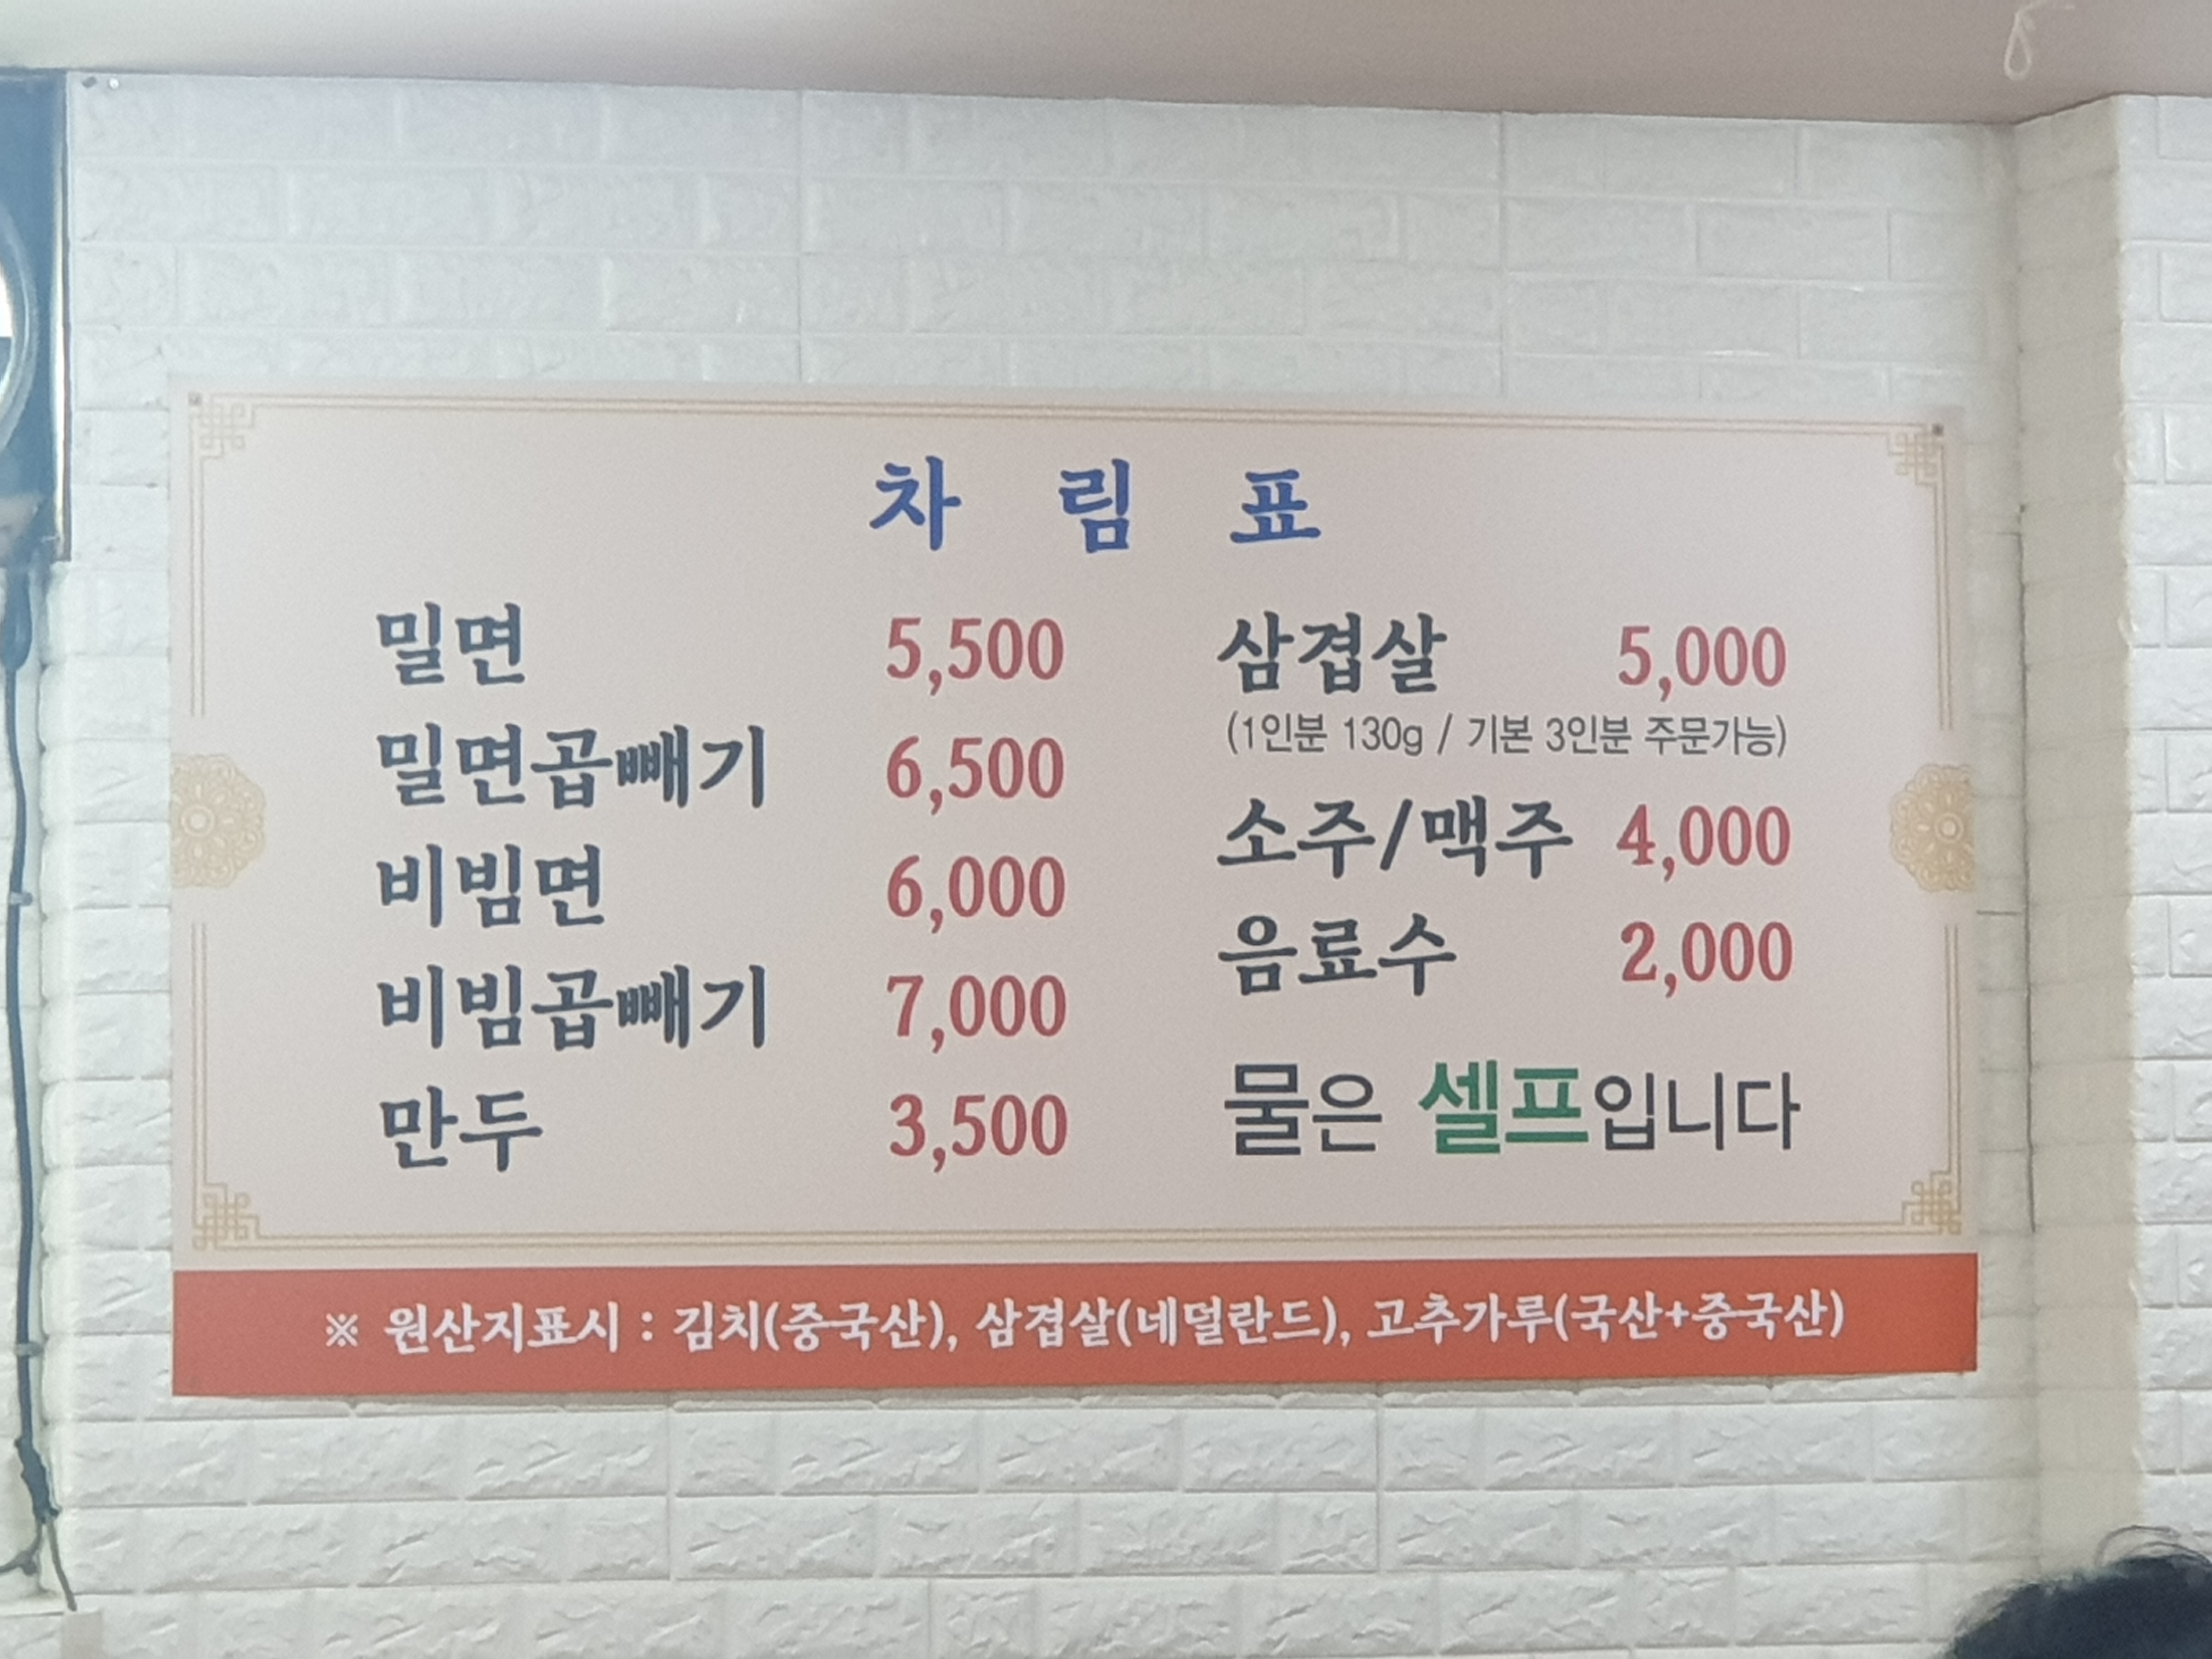 차 림 표
밀면 5,500
밀면곱빼기 6,500
비빔면 6,000
비빔곱빼기 7,000
만두 3,500
삼겹살 5,000
(1인분 130g / 기본 3인분 주문가능)
소주/맥주 4,000
음료수 2,000
물은 셀프입니다
※ 원산지표시 : 김치(중국산), 삼겹살(네덜란드), 고추가루(국산+중국산)